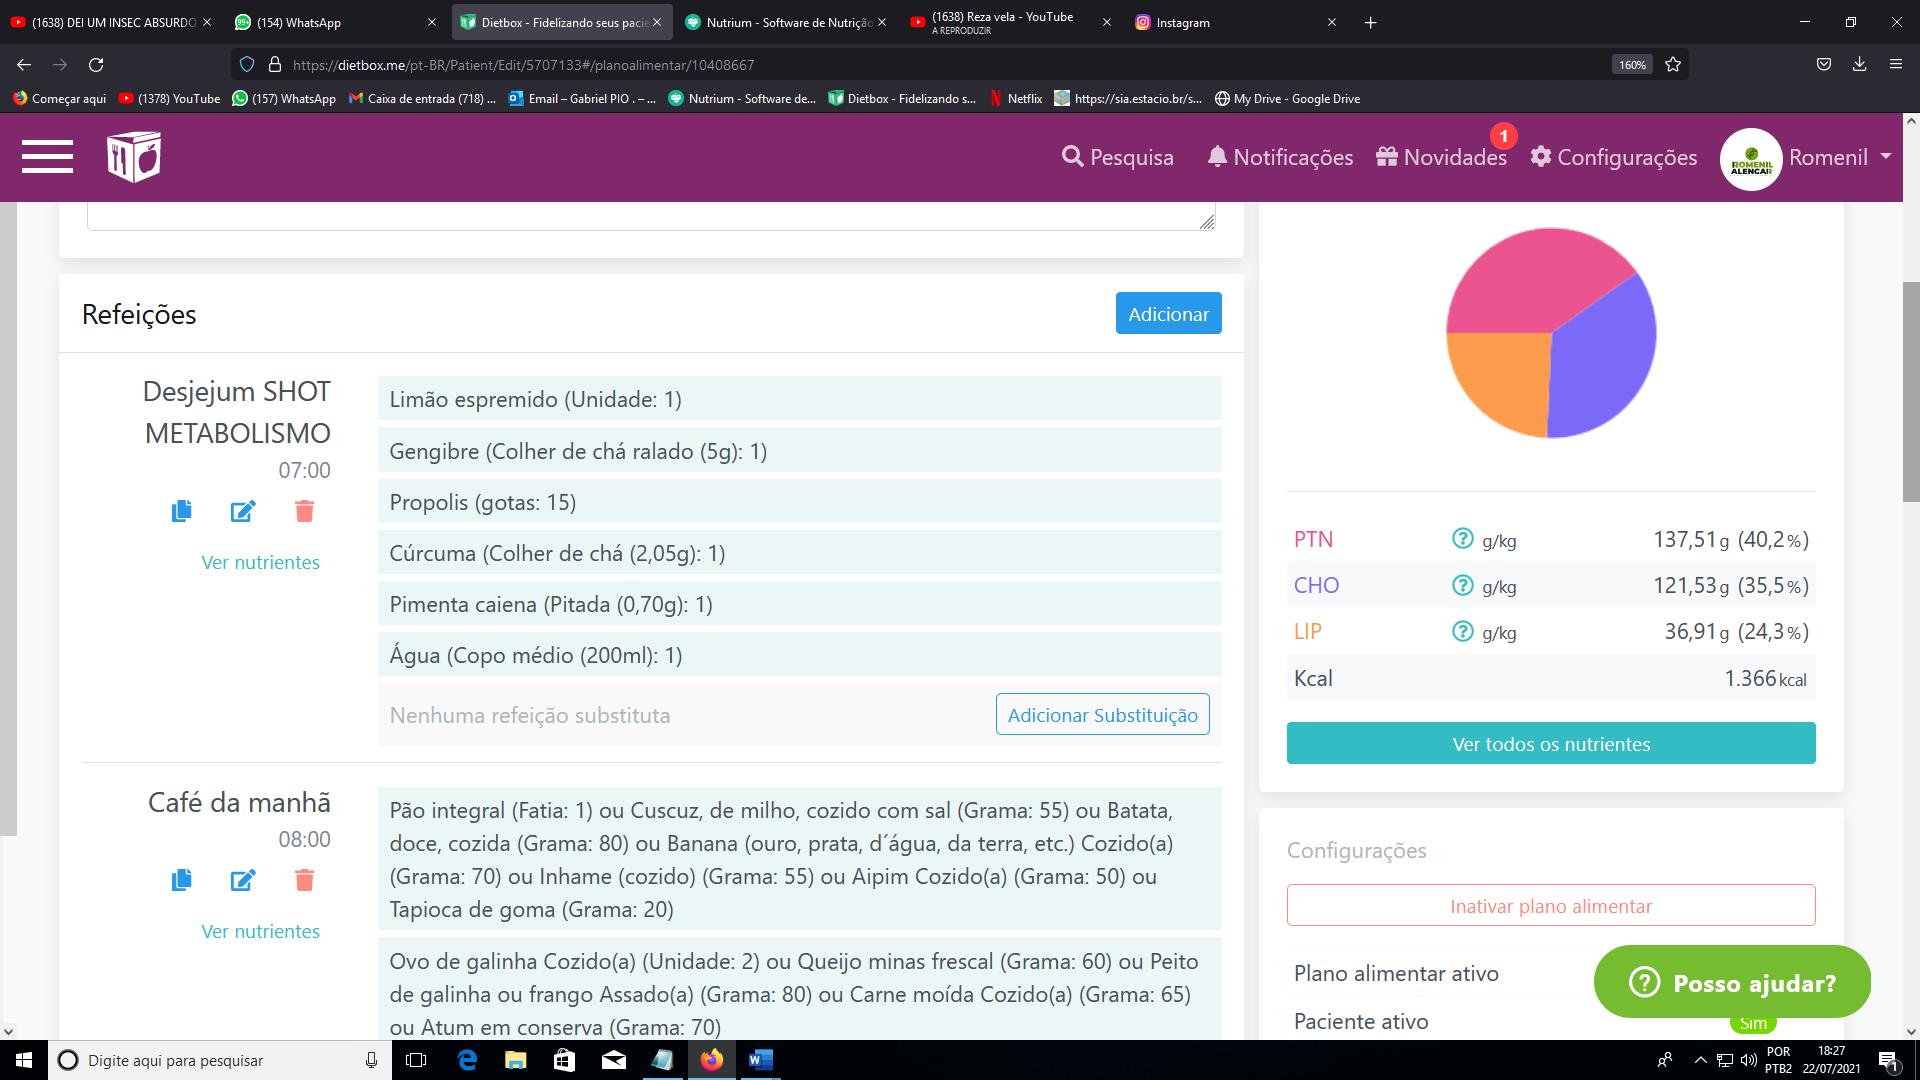 (1638) DEI UM INSEC ABSURDO
(154) WhatsApp
Dietbox - Fidelizando seus pacie
Nutrium - Software de Nutrição
(1638) Reza vela - YouTube
A REPRODUZIR
Instagram
https://dietbox.me/pt-BR/Patient/Edit/5707133#/planoalimentar/10408667
160%
Começar aqui
(1378) YouTube
(157) WhatsApp
Caixa de entrada (718) ...
Email – Gabriel PIO . – ...
Nutrium - Software de...
Dietbox - Fidelizando s...
Netflix
https://sia.estacio.br/s...
My Drive - Google Drive
Pesquisa
Notificações
Novidades
1
Configurações
ROMENIL
ALENCAR
Romenil
Refeições
Adicionar
Desjejum SHOT
METABOLISMO
07:00
Ver nutrientes
Limão espremido (Unidade: 1)
Gengibre (Colher de chá ralado (5g): 1)
Propolis (gotas: 15)
Cúrcuma (Colher de chá (2,05g): 1)
Pimenta caiena (Pitada (0,70g): 1)
Água (Copo médio (200ml): 1)
Nenhuma refeição substituta
Adicionar Substituição
Café da manhã
08:00
Ver nutrientes
Pão integral (Fatia: 1) ou Cuscuz, de milho, cozido com sal (Grama: 55) ou Batata,
doce, cozida (Grama: 80) ou Banana (ouro, prata, d´água, da terra, etc.) Cozido(a)
(Grama: 70) ou Inhame (cozido) (Grama: 55) ou Aipim Cozido(a) (Grama: 50) ou
Tapioca de goma (Grama: 20)
Ovo de galinha Cozido(a) (Unidade: 2) ou Queijo minas frescal (Grama: 60) ou Peito
de galinha ou frango Assado(a) (Grama: 80) ou Carne moída Cozido(a) (Grama: 65)
ou Atum em conserva (Grama: 70)
PTN ? g/kg 137,51 g (40,2 %)
CHO ? g/kg 121,53 g (35,5 %)
LIP ? g/kg 36,91 g (24,3 %)
Kcal 1.366 kcal
Ver todos os nutrientes
Configurações
Inativar plano alimentar
Plano alimentar ativo
Paciente ativo
Sim
? Posso ajudar?
Digite aqui para pesquisar
POR
PTB2
18:27
22/07/2021
1